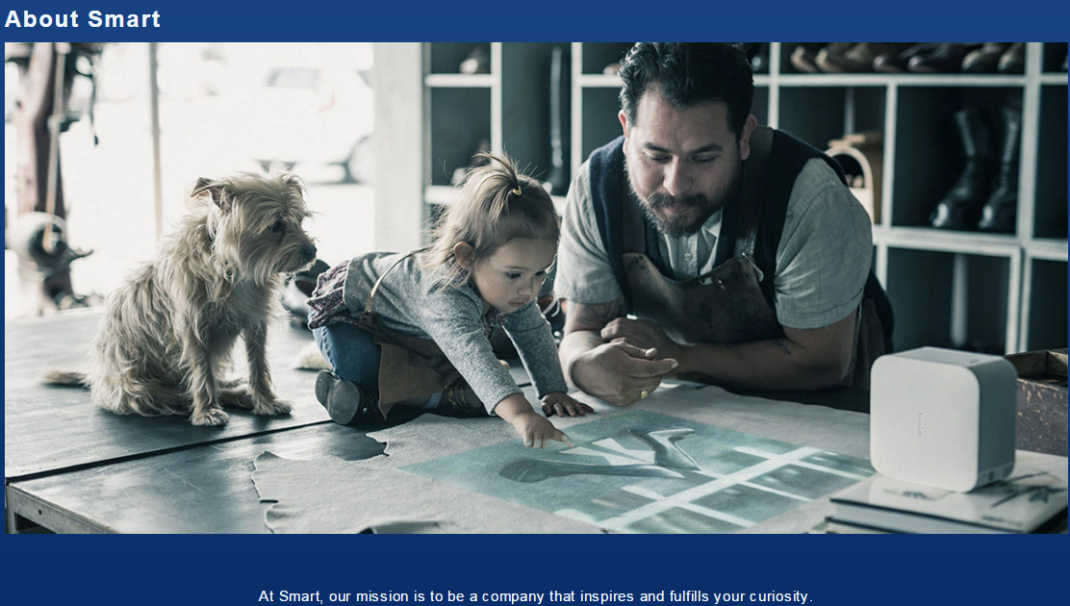 About Smart
At Smart, our mission is to be a company that inspires and fulfills your curiosity.